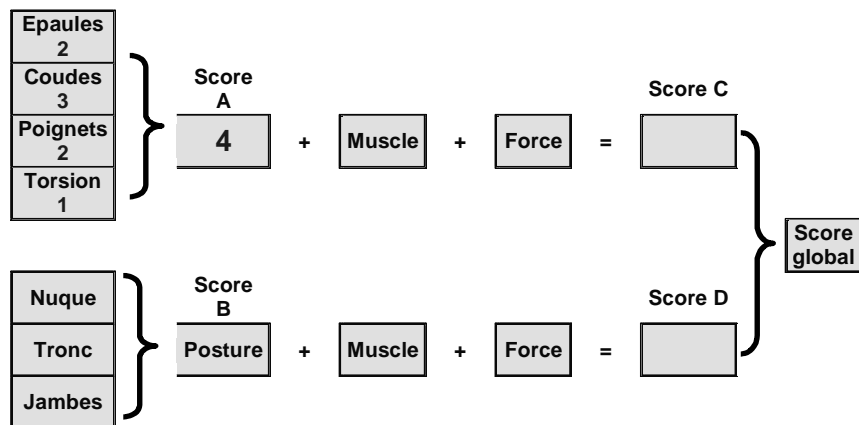 Epaules
2
Coudes
3
Poignets
2
Torsion
1
Score
A
4 + Muscle + Force =
Score C
Score
global
Nuque
Tronc
Jambes
Score
B
Posture + Muscle + Force =
Score D